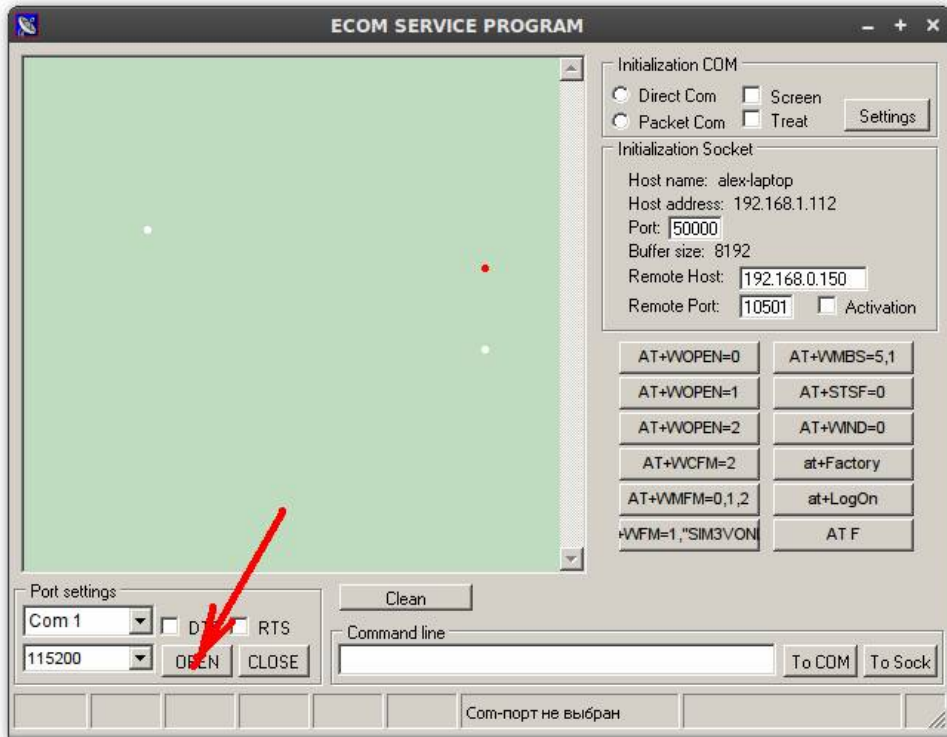 ECOM SERVICE PROGRAM
Initialization COM
Direct Com Screen
Packet Com Treat Settings
Initialization Socket
Host name: alex-laptop
Host address: 192.168.1.112
Port: 50000
Buffer size: 8192
Remote Host: 192.168.0.150
Remote Port: 10501 Activation
AT+WOPEN=0 AT+WMBS=5,1
AT+WOPEN=1 AT+STSF=0
AT+WOPEN=2 AT+WIND=0
AT+WCFM=2 at+Factory
AT+WMFM=0,1,2 at+LogOn
+WFM=1,"SIM3VONL AT F
Port settings
Com 1 RTS
115200 OPEN CLOSE
Clean
Command line
To COM To Sock
Com-порт не выбран